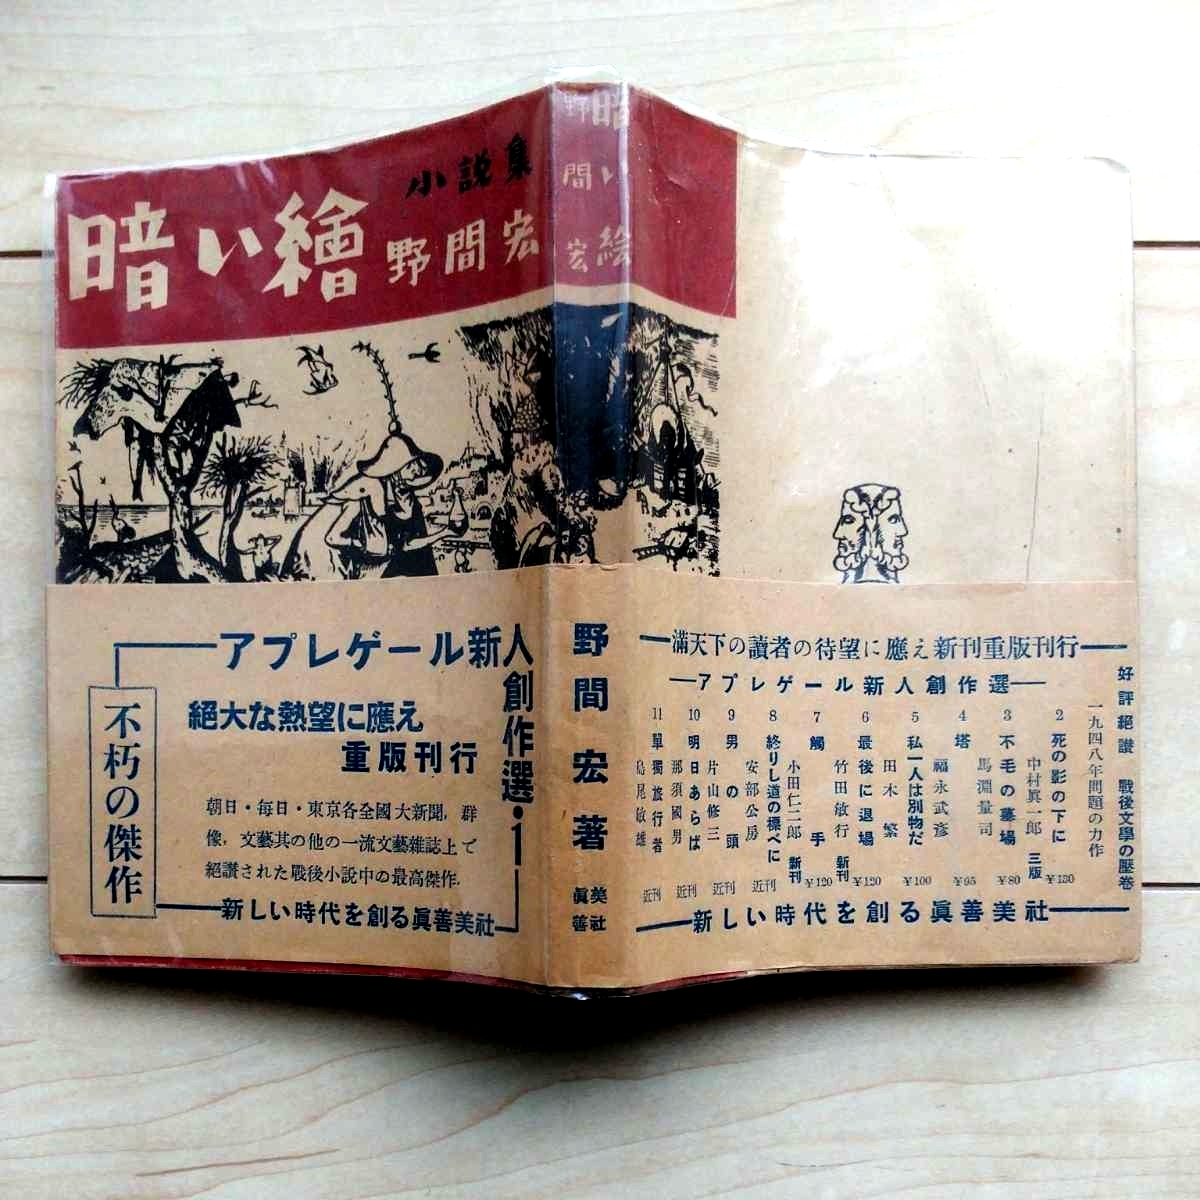 小説集
暗い繪
野間宏
暗い絵
野間宏
アプレゲール新人創作選・1
不朽の傑作
絕大な熱望に應え
重版刊行
朝日・每日・東京各全國大新聞，群
像，文藝其の他の一流文藝雜誌上で
絕讃された戰後小説中の最高傑作．
新しい時代を創る眞善美社
野間宏著
眞善美社
滿天下の讀者の待望に應え新刊重版刊行
アプレゲール新人創作選
好評絕讃 戰後文學の壓巻
一九四八年問題の力作
2 死の影の下に
中村眞一郎 三版 ¥130
3 不毛の墓場
馬淵量司 ¥80
4 塔
福永武彦 ¥95
5 私一人は別物だ
田木繁 ¥100
6 最後に退場
竹田敏行 新刊 ¥120
7 觸手
小田仁二郎 新刊 ¥120
8 終りし道の標べに
安部公房 近刊
9 男の頭
片山修三 近刊
10 明日あらば
那須國男 近刊
11 單獨旅行者
島尾敏雄 近刊
新しい時代を創る眞善美社